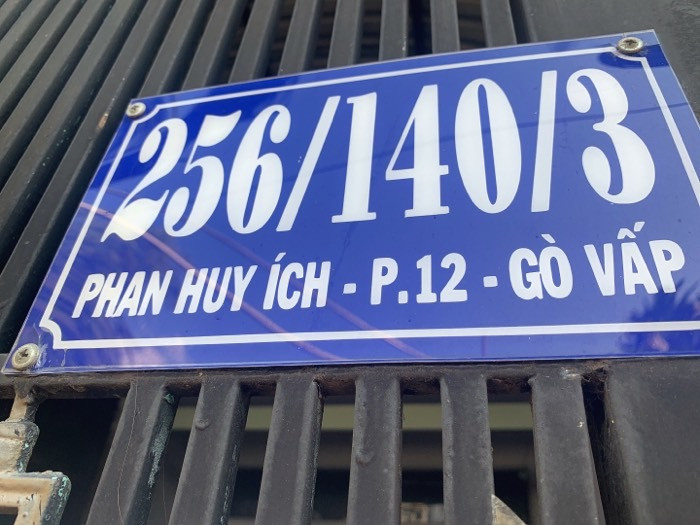 256/140/3
PHAN HUY ÍCH - P.12 - GÒ VẤP